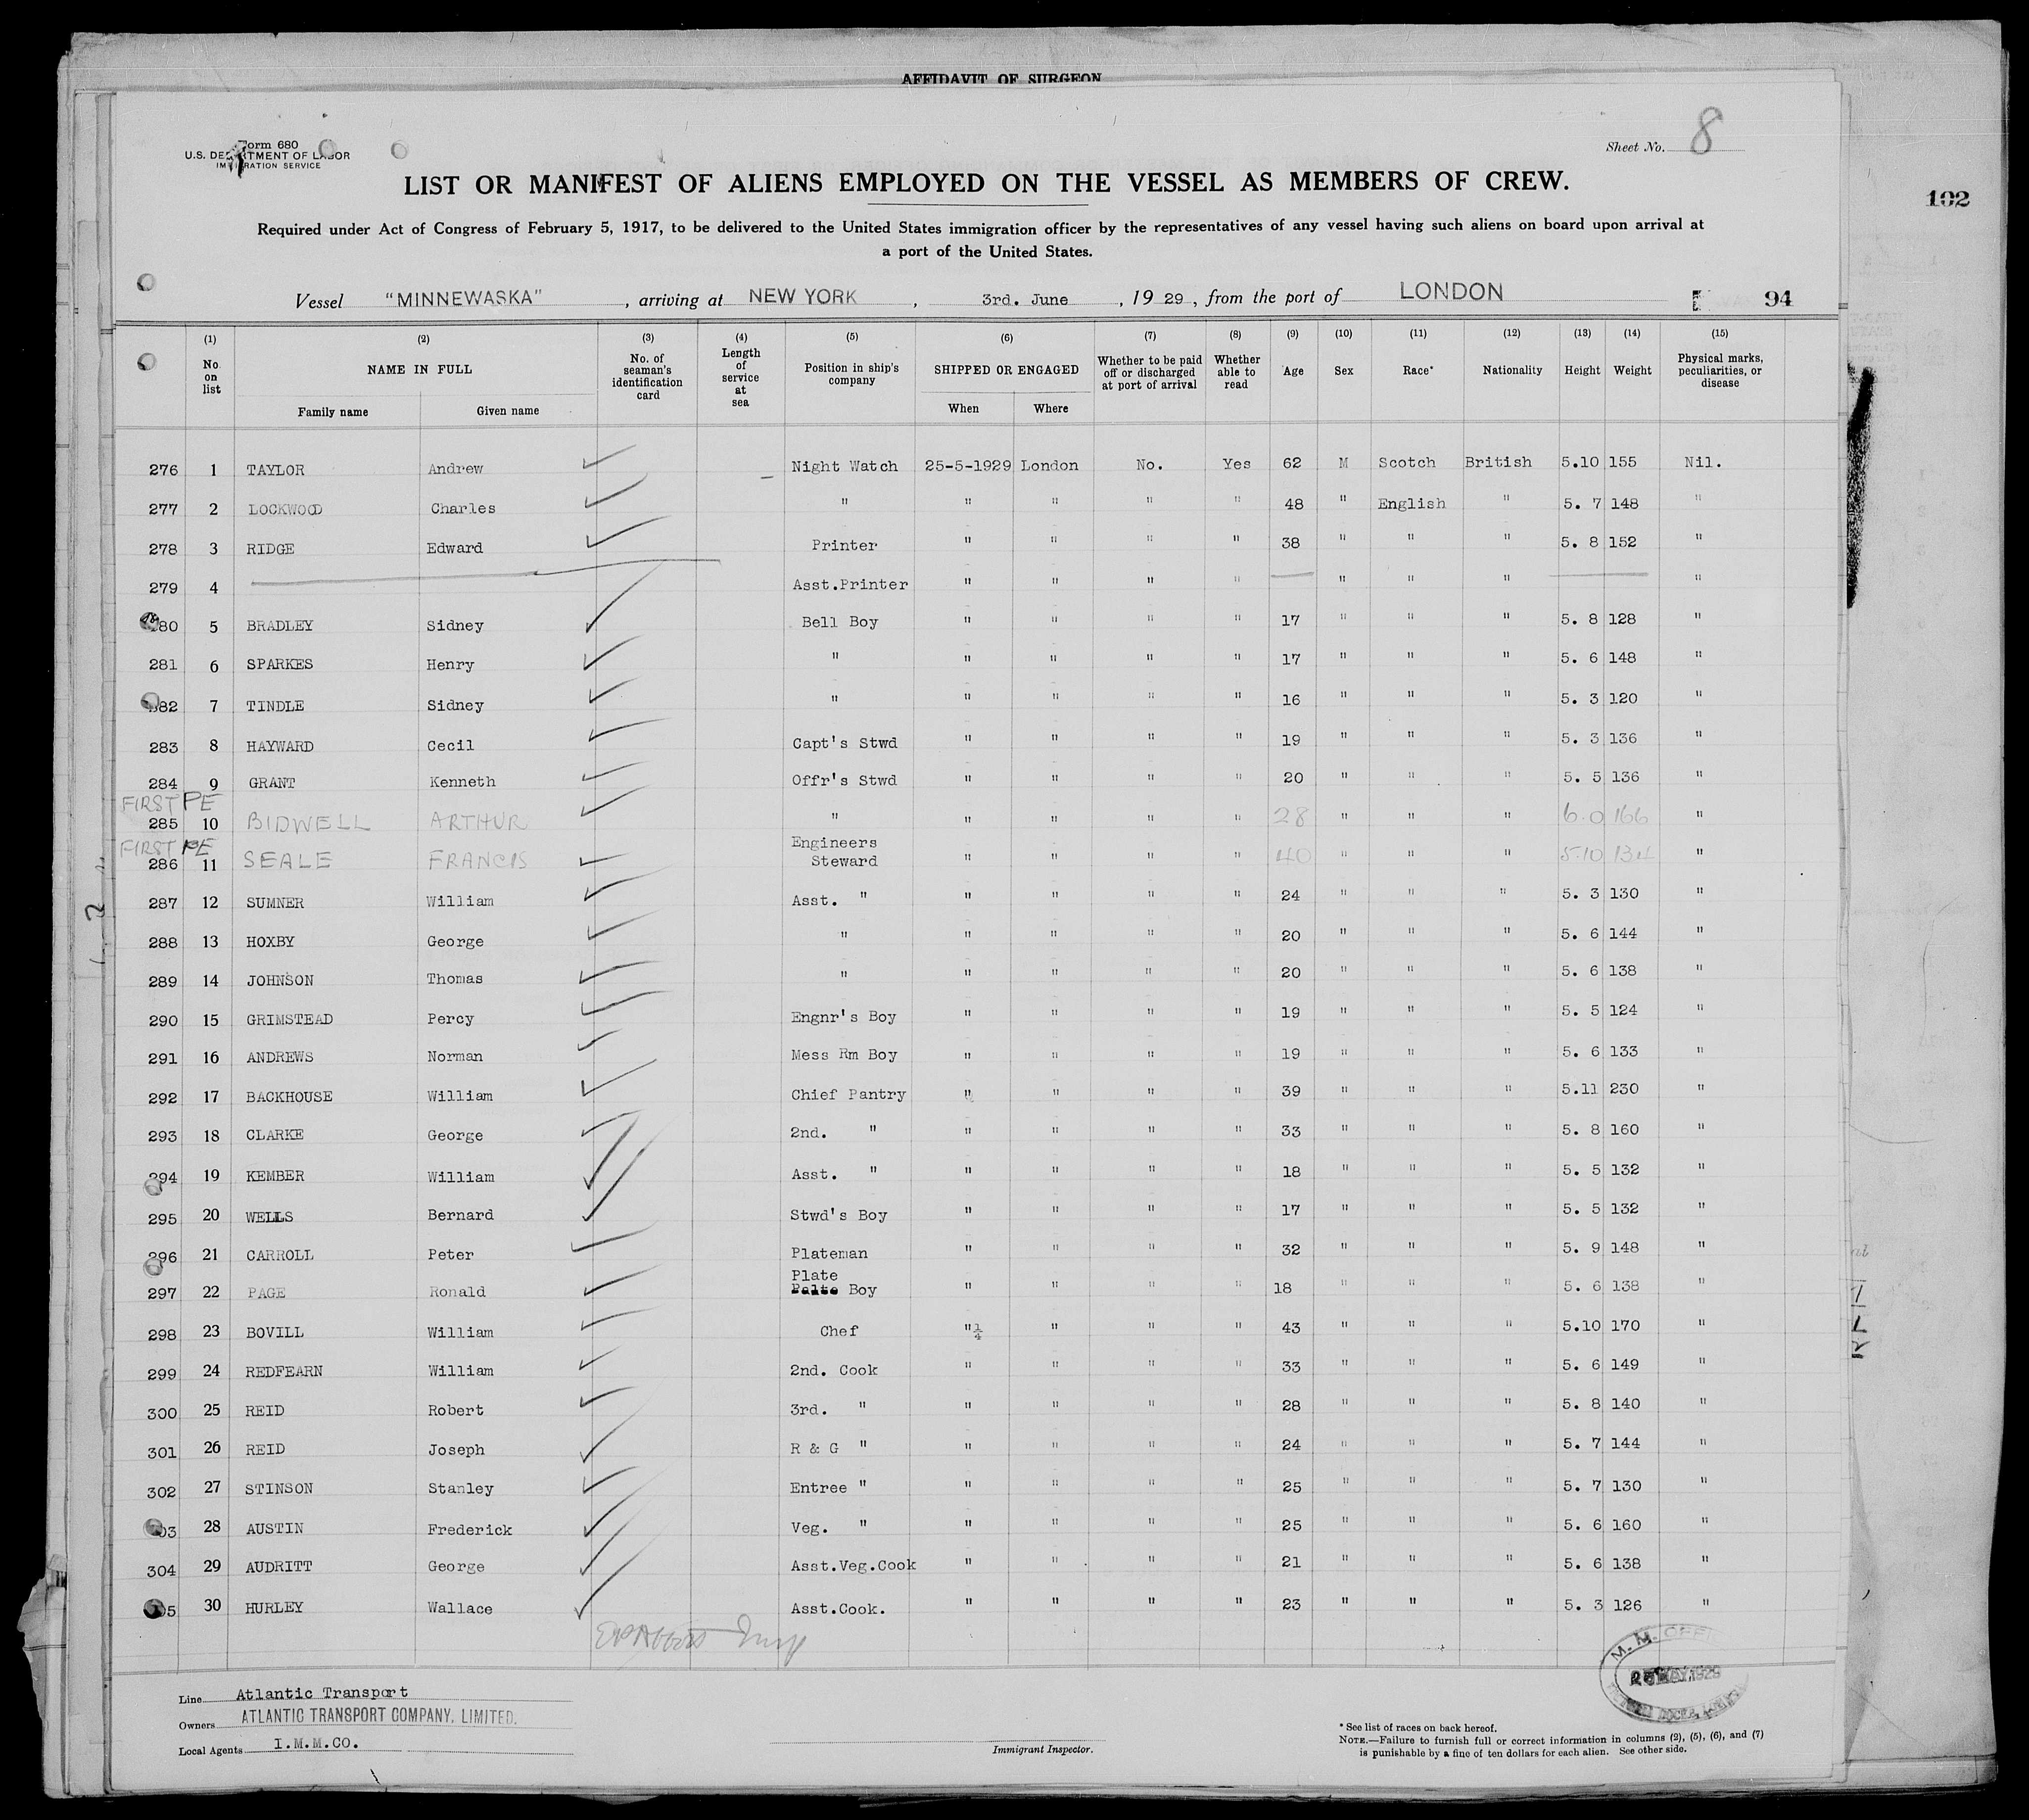 AFFIDAVIT OF SURGEON
Form 680
U.S. DEPARTMENT OF LABOR
IMMIGRATION SERVICE
Sheet No. 8
LIST OR MANIFEST OF ALIENS EMPLOYED ON THE VESSEL AS MEMBERS OF CREW.
102
Required under Act of Congress of February 5, 1917, to be delivered to the United States immigration officer by the representatives of any vessel having such aliens on board upon arrival at
a port of the United States.
Vessel "MINNEWASKA" , arriving at NEW YORK , 3rd. June , 19 29 , from the port of LONDON 94
(1) (2) (3) (4) (5) (6) (7) (8) (9) (10) (11) (12) (13) (14) (15)
No. on list NAME IN FULL Family name Given name No. of seaman's identification card Length of service at sea Position in ship's company SHIPPED OR ENGAGED When Where Whether to be paid off or discharged at port of arrival Whether able to read Age Sex Race* Nationality Height Weight Physical marks, peculiarities, or disease
276 1 TAYLOR Andrew Night Watch 25-5-1929 London No. Yes 62 M Scotch British 5.10 155 Nil.
277 2 LOCKWOOD Charles " " " " " 48 " English " 5. 7 148 "
278 3 RIDGE Edward Printer " " " " 38 " " " 5. 8 152 "
279 4 Asst.Printer " " " " " " " "
280 5 BRADLEY Sidney Bell Boy " " " " 17 " " " 5. 8 128 "
281 6 SPARKES Henry " " " " " 17 " " " 5. 6 148 "
282 7 TINDLE Sidney " " " " " 16 " " " 5. 3 120 "
283 8 HAYWARD Cecil Capt's Stwd " " " " 19 " " " 5. 3 136 "
284 9 GRANT Kenneth Offr's Stwd " " " " 20 " " " 5. 5 136 "
FIRST PE
285 10 BIDWELL ARTHUR " " " " " 28 " " " 6.0 166 "
FIRST PE
286 11 SEALE FRANCIS Engineers Steward " " " " 40 " " " 5.10 134 "
287 12 SUMNER William Asst. " " " " " 24 " " " 5. 3 130 "
288 13 HOXBY George " " " " " 20 " " " 5. 6 144 "
289 14 JOHNSON Thomas " " " " " 20 " " " 5. 6 138 "
290 15 GRIMSTEAD Percy Engnr's Boy " " " " 19 " " " 5. 5 124 "
291 16 ANDREWS Norman Mess Rm Boy " " " " 19 " " " 5. 6 133 "
292 17 BACKHOUSE William Chief Pantry " " " " 39 " " " 5.11 230 "
293 18 CLARKE George 2nd. " " " " " 33 " " " 5. 8 160 "
294 19 KEMBER William Asst. " " " " " 18 " " " 5. 5 132 "
295 20 WELLS Bernard Stwd's Boy " " " " 17 " " " 5. 5 132 "
296 21 CARROLL Peter Plateman " " " " 32 " " " 5. 9 148 "
297 22 PAGE Ronald Plate Palte Boy " " " " 18 " " " 5. 6 138 "
298 23 BOVILL William Chef "¼ " " " 43 " " " 5.10 170 "
299 24 REDFEARN William 2nd. Cook " " " " 33 " " " 5. 6 149 "
300 25 REID Robert 3rd. " " " " " 28 " " " 5. 8 140 "
301 26 REID Joseph R & G " " " " " 24 " " " 5. 7 144 "
302 27 STINSON Stanley Entree " " " " " 25 " " " 5. 7 130 "
303 28 AUSTIN Frederick Veg. " " " " " 25 " " " 5. 6 160 "
304 29 AUDRITT George Asst.Veg.Cook " " " " 21 " " " 5. 6 138 "
305 30 HURLEY Wallace Asst.Cook. " " " " 23 " " " 5. 3 126 "
M. M. OFFI
MAY 1929
Line Atlantic Transport
Owners ATLANTIC TRANSPORT COMPANY, LIMITED.
Local Agents I.M.M.CO.
Immigrant Inspector.
* See list of races on back hereof.
NOTE.—Failure to furnish full or correct information in columns (2), (5), (6), and (7)
is punishable by a fine of ten dollars for each alien. See other side.